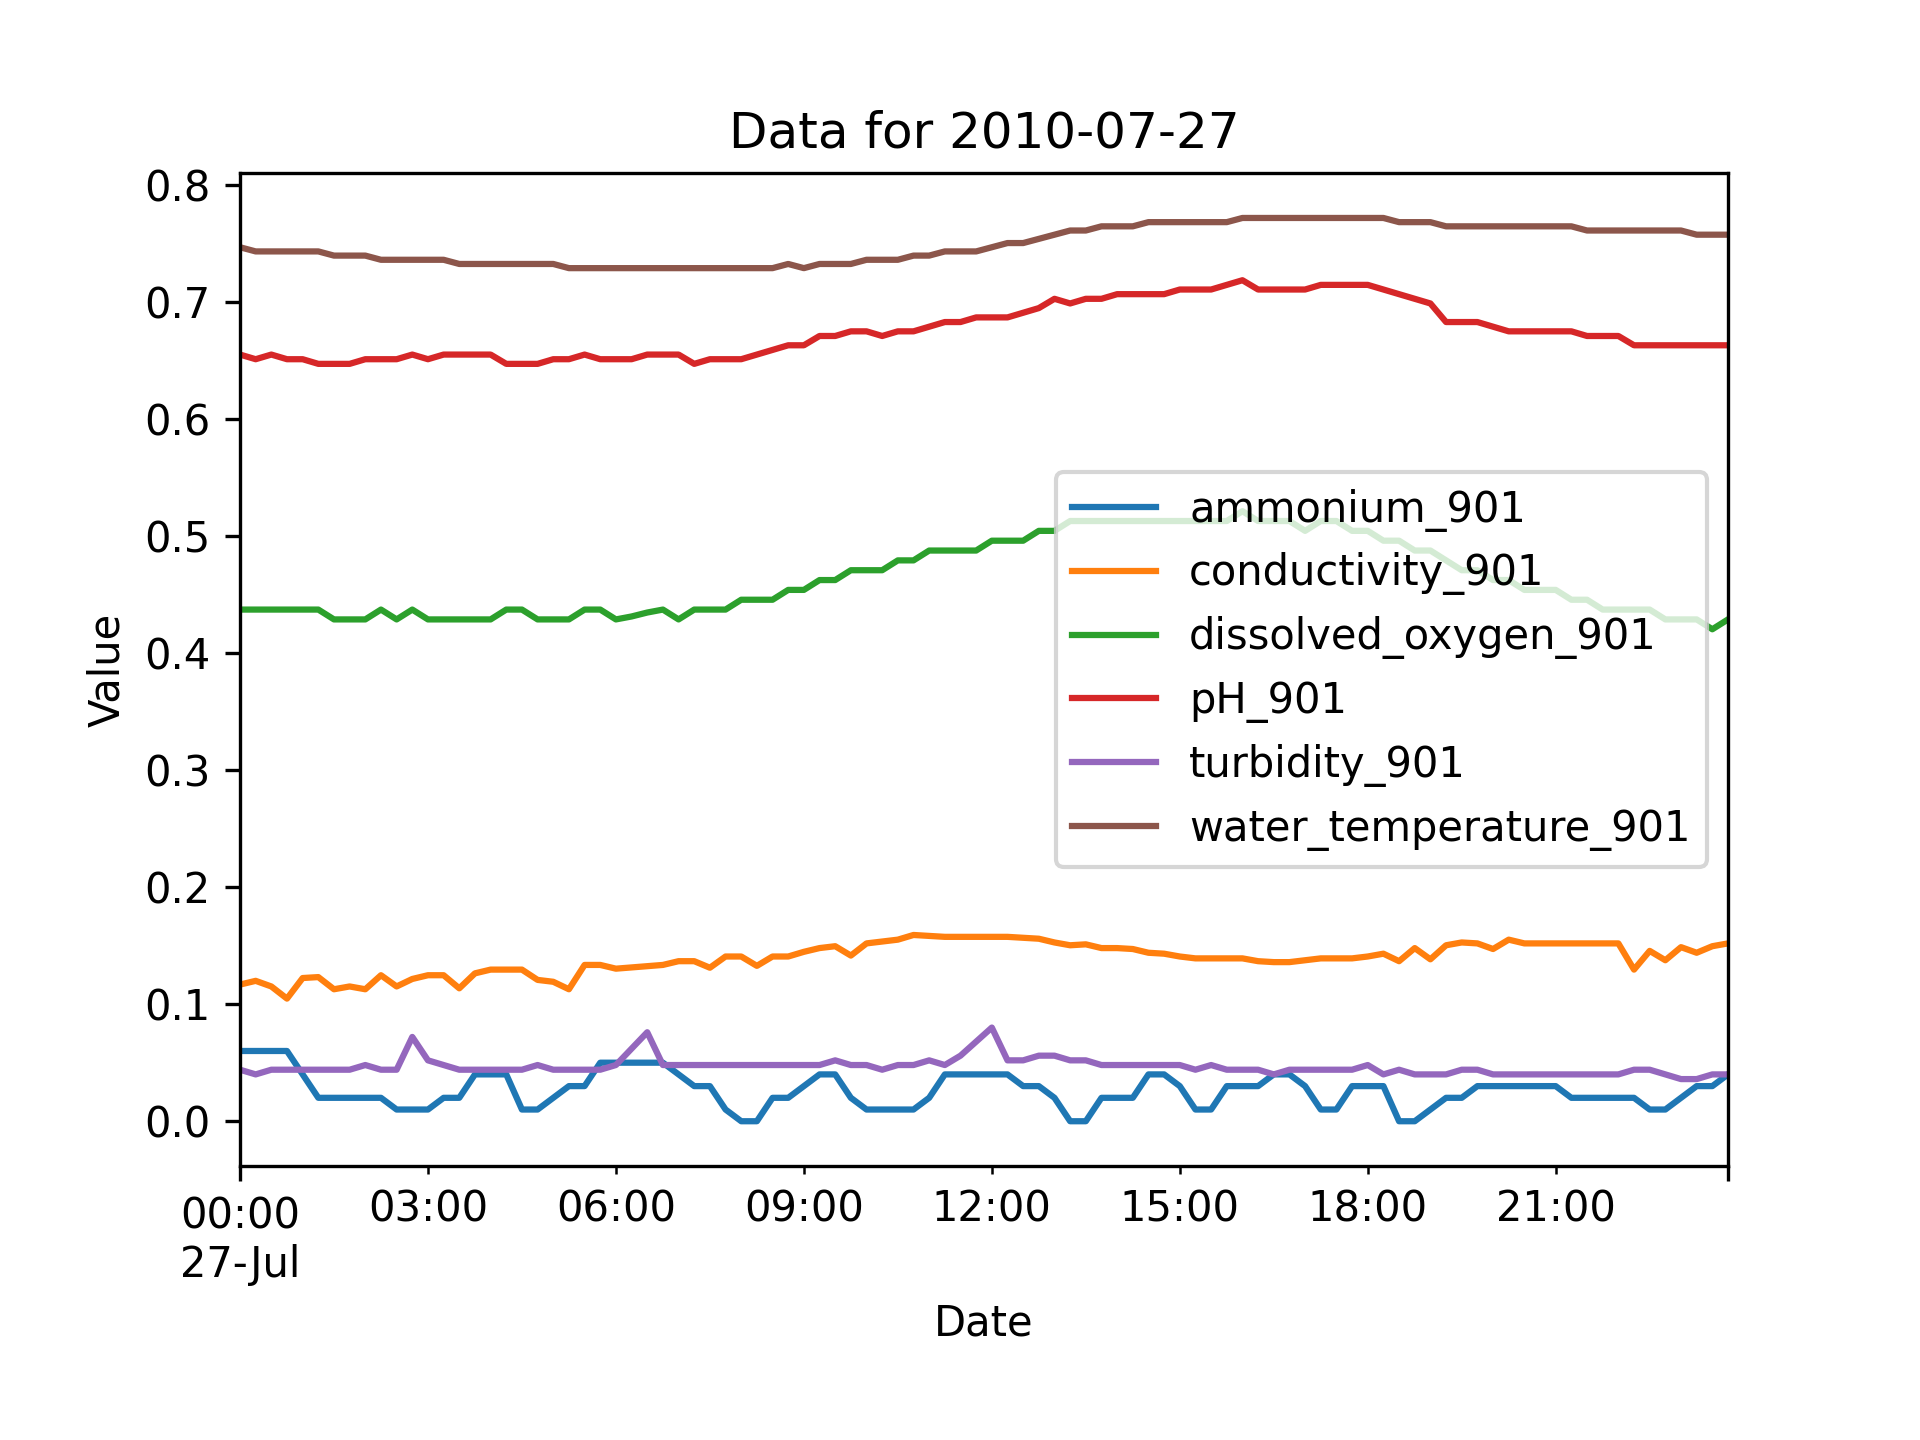 Data for 2010-07-27
0.8
0.7
0.6
0.5
0.4
0.3
0.2
0.1
0.0
Value
ammonium_901
conductivity_901
dissolved_oxygen_901
pH_901
turbidity_901
water_temperature_901
00:00 03:00 06:00 09:00 12:00 15:00 18:00 21:00
27-Jul
Date